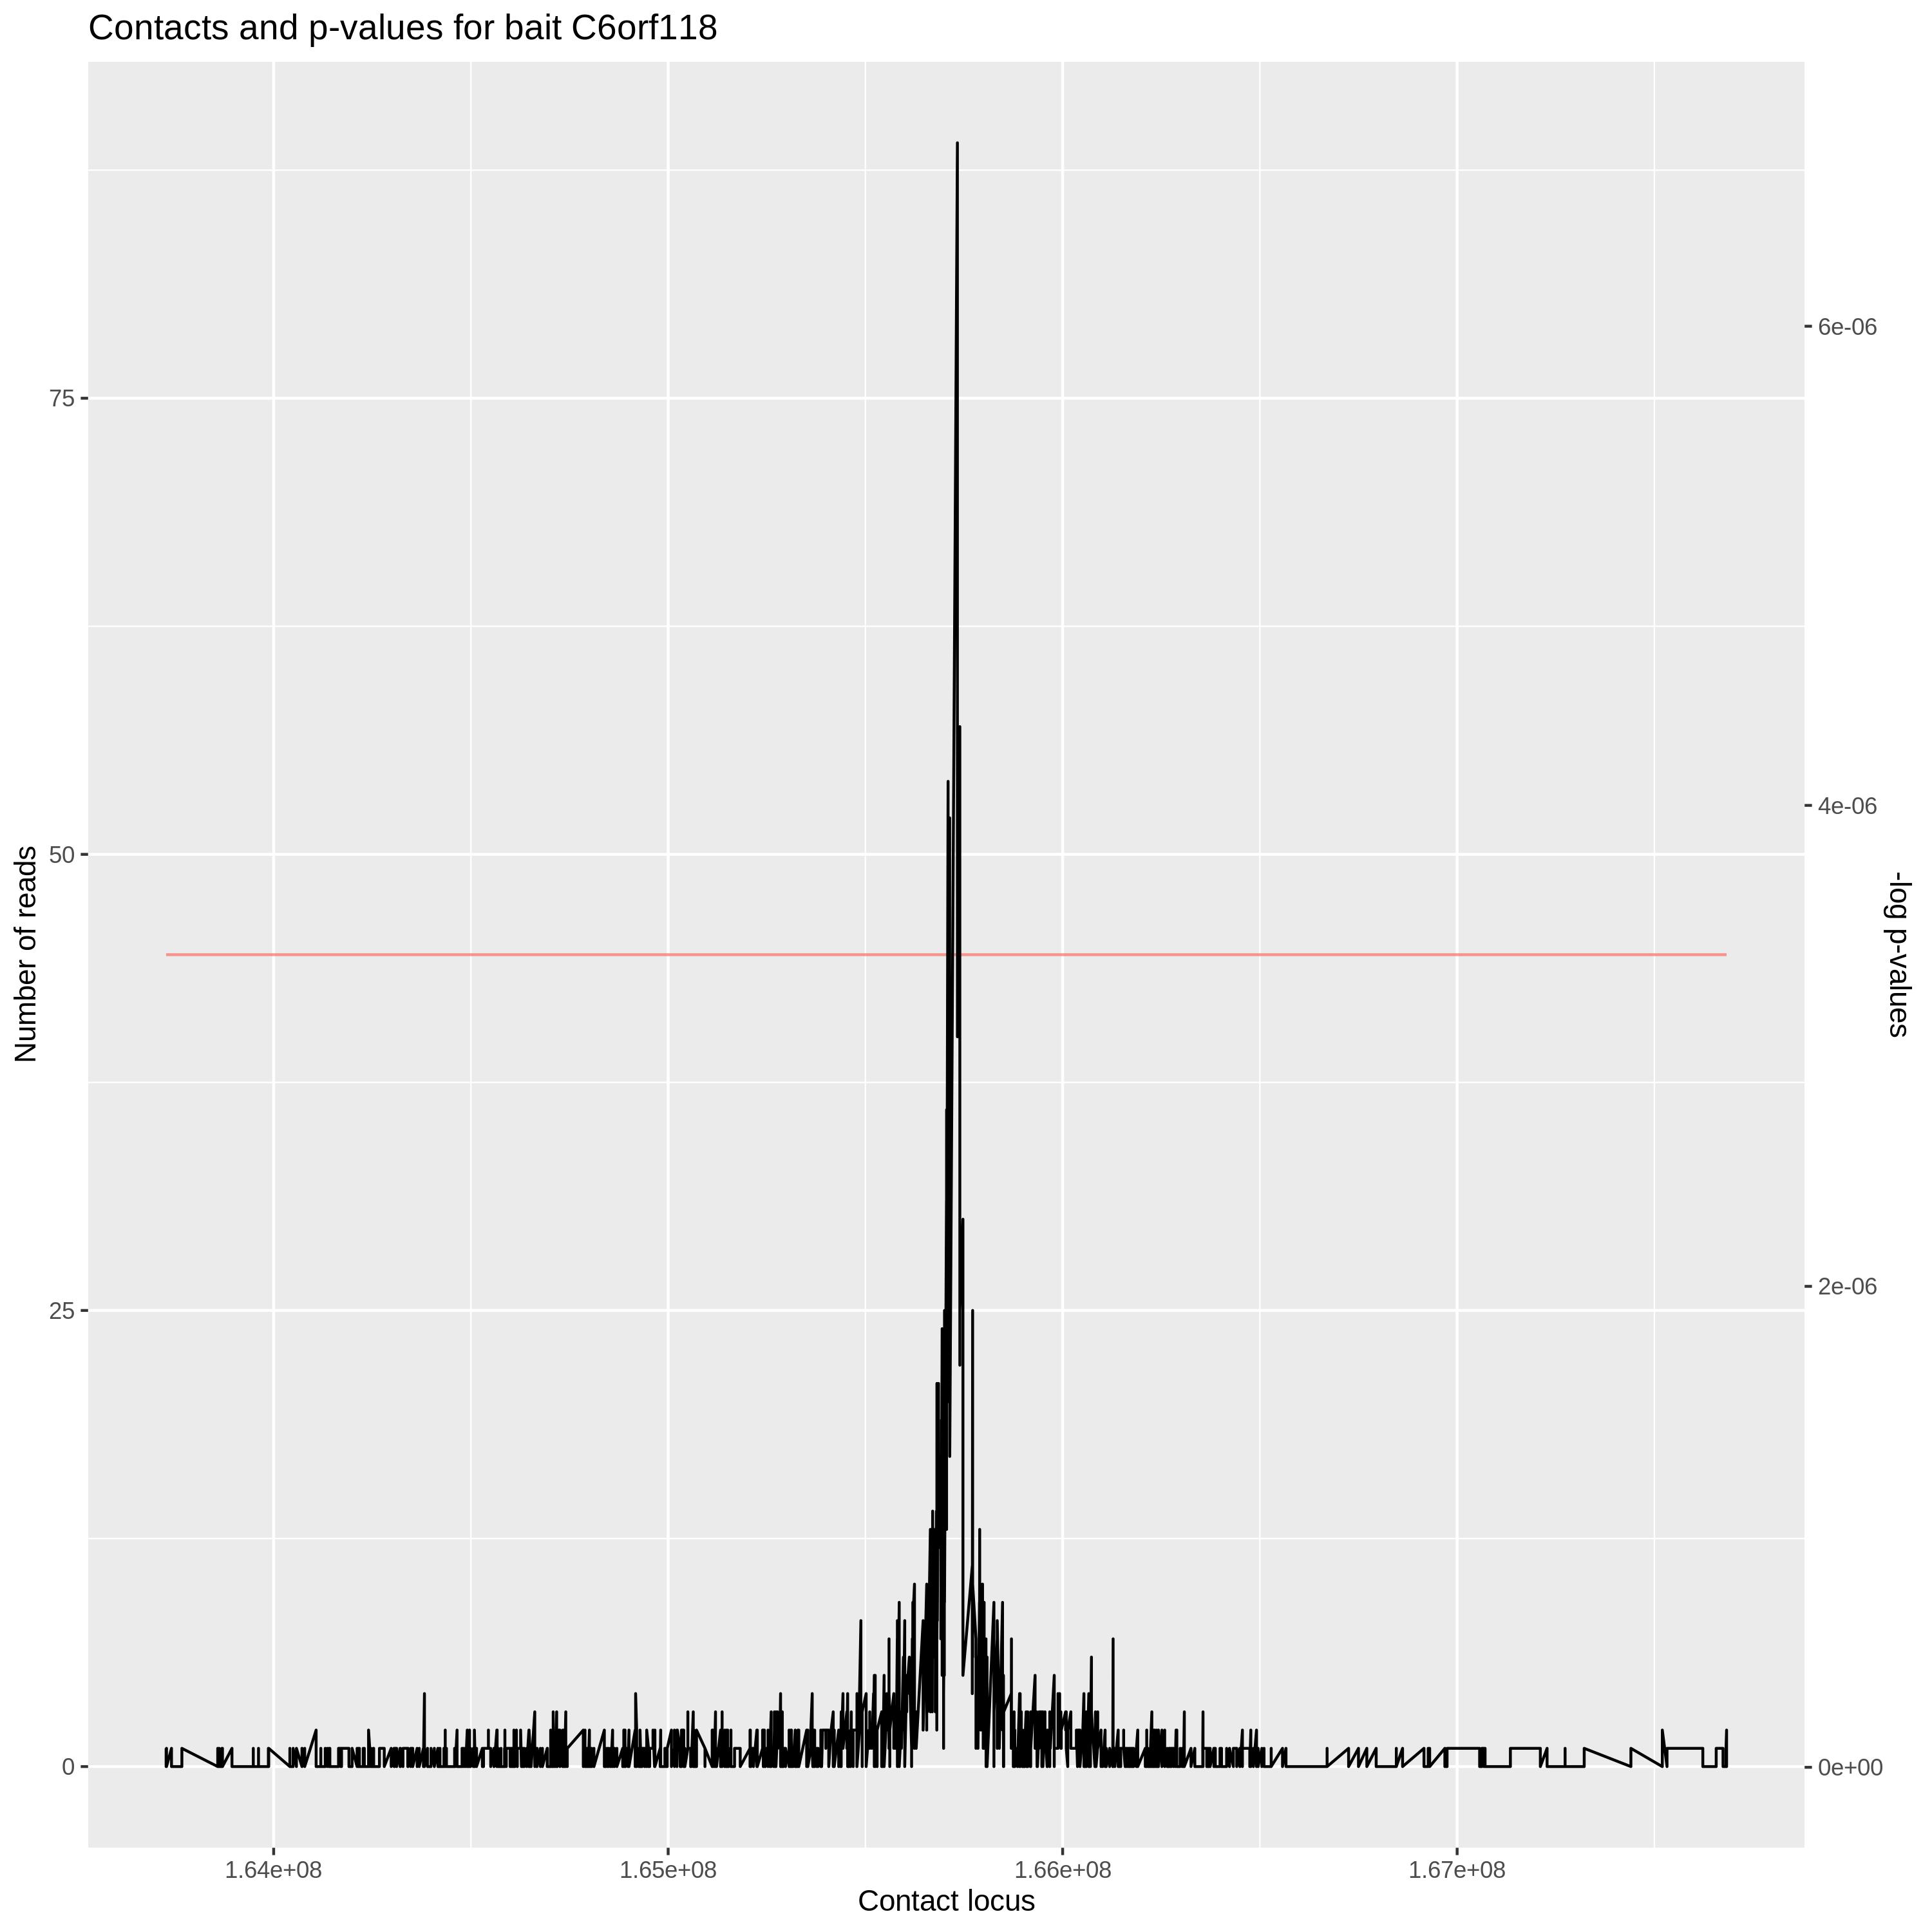 Contacts and p-values for bait C6orf118
Number of reads
75
50
25
0
6e-06
4e-06
2e-06
0e+00
-log p-values
1.64e+08
1.65e+08
1.66e+08
1.67e+08
Contact locus